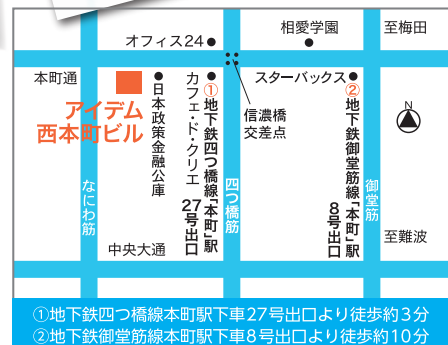 オフィス24
相愛学園
至梅田
本町通
アイデム
西本町ビル
日本政策金融公庫
カフェ・ド・クリエ
①地下鉄四つ橋線「本町」駅
27号出口
信濃橋
交差点
スターバックス
②地下鉄御堂筋線「本町」駅
8号出口
N
なにわ筋
四つ橋筋
御堂筋
至難波
中央大通
①地下鉄四つ橋線本町駅下車27号出口より徒歩約3分
②地下鉄御堂筋線本町駅下車8号出口より徒歩約10分